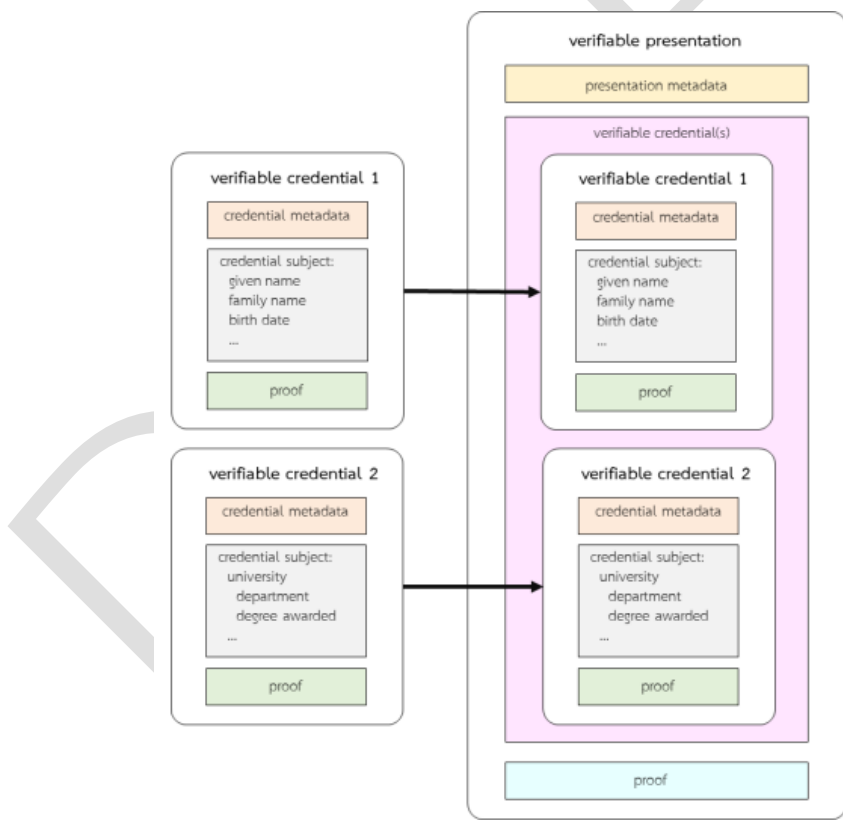 verifiable presentation
presentation metadata
verifiable credential(s)
verifiable credential 1
credential metadata
credential subject:
given name
family name
birth date
...
proof
verifiable credential 1
credential metadata
credential subject:
given name
family name
birth date
...
proof
verifiable credential 2
credential metadata
credential subject:
university
department
degree awarded
...
proof
verifiable credential 2
credential metadata
credential subject:
university
department
degree awarded
...
proof
proof